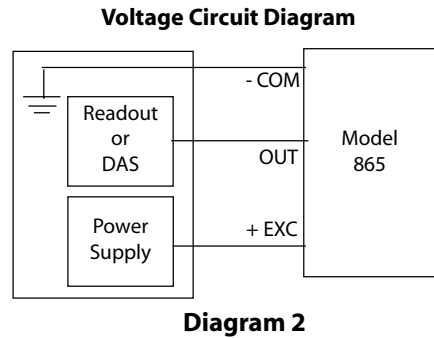 Voltage Circuit Diagram
- COM
Readout
or
DAS
OUT
Model
865
Power
Supply
+ EXC
Diagram 2